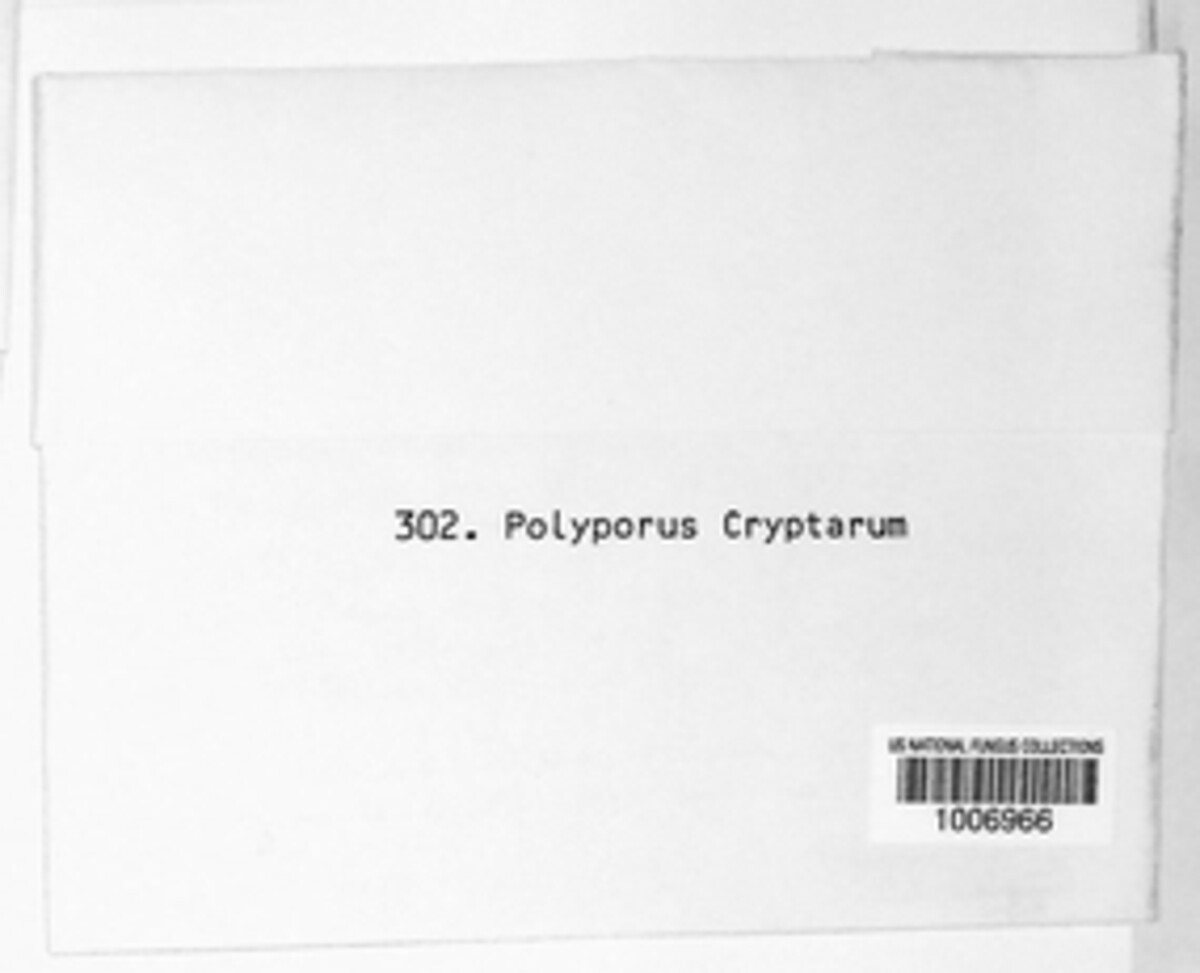 302. Polyporus Cryptarum
US NATIONAL FUNGUS COLLECTIONS
1006966